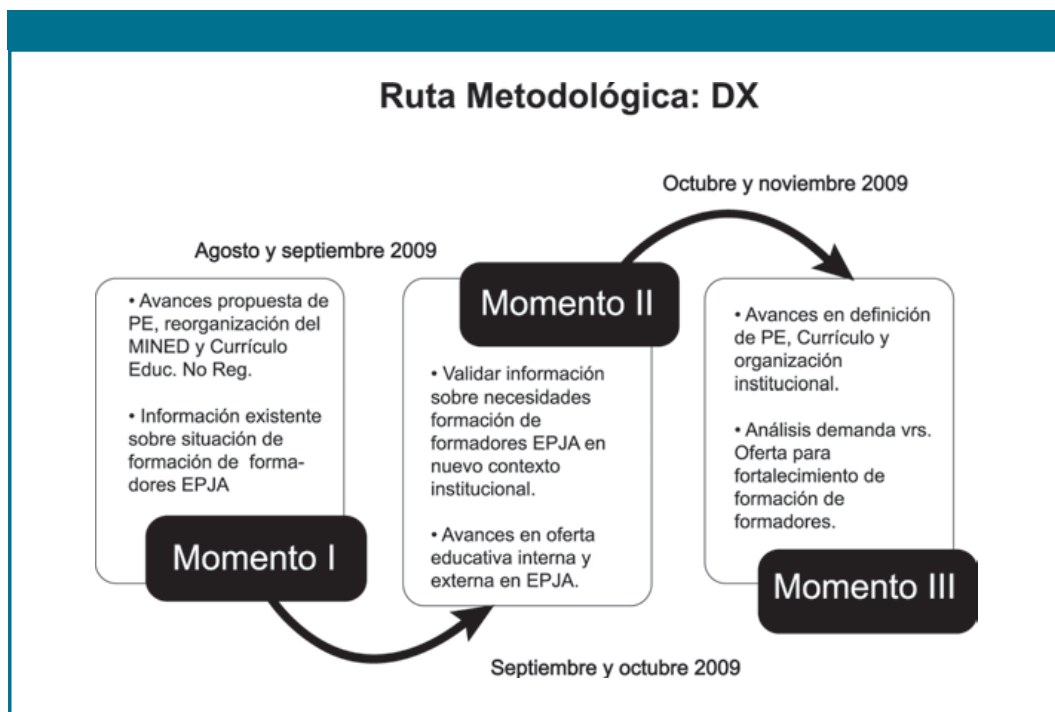 Ruta Metodológica: DX
Agosto y septiembre 2009
• Avances propuesta de
PE, reorganización del
MINED y Currículo
Educ. No Reg.
• Información existente
sobre situación de
formación de forma-
dores EPJA
Momento I
Septiembre y octubre 2009
Momento II
• Validar información
sobre necesidades
formación de
formadores EPJA en
nuevo contexto
institucional.
• Avances en oferta
educativa interna y
externa en EPJA.
Octubre y noviembre 2009
• Avances en definición
de PE, Currículo y
organización
institucional.
• Análisis demanda vrs.
Oferta para
fortalecimiento de
formación de
formadores.
Momento III